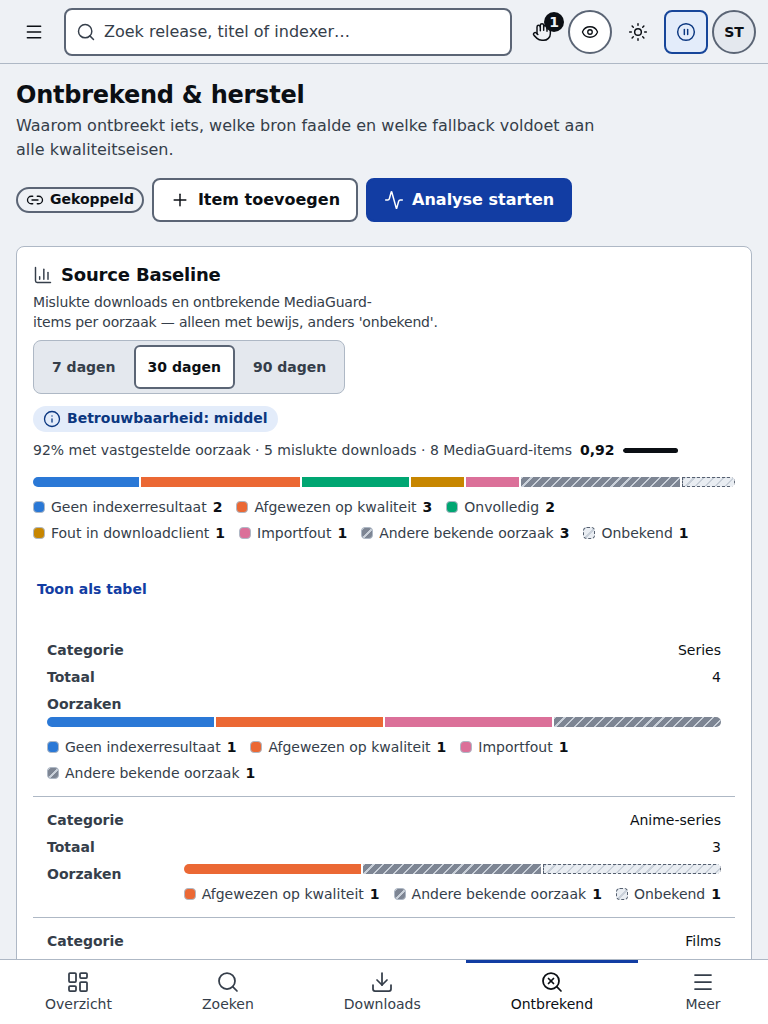 Zoek release, titel of indexer…
1
ST
Ontbrekend & herstel
Waarom ontbreekt iets, welke bron faalde en welke fallback voldoet aan
alle kwaliteitseisen.
Gekoppeld
Item toevoegen
Analyse starten
Source Baseline
Mislukte downloads en ontbrekende MediaGuard-
items per oorzaak — alleen met bewijs, anders 'onbekend'.
7 dagen 30 dagen 90 dagen
Betrouwbaarheid: middel
92% met vastgestelde oorzaak · 5 mislukte downloads · 8 MediaGuard-items 0,92
Geen indexerresultaat 2 Afgewezen op kwaliteit 3 Onvolledig 2
Fout in downloadclient 1 Importfout 1 Andere bekende oorzaak 3 Onbekend 1
Toon als tabel
Categorie Series
Totaal 4
Oorzaken
Geen indexerresultaat 1 Afgewezen op kwaliteit 1 Importfout 1
Andere bekende oorzaak 1
Categorie Anime-series
Totaal 3
Oorzaken
Afgewezen op kwaliteit 1 Andere bekende oorzaak 1 Onbekend 1
Categorie Films
Overzicht Zoeken Downloads Ontbrekend Meer